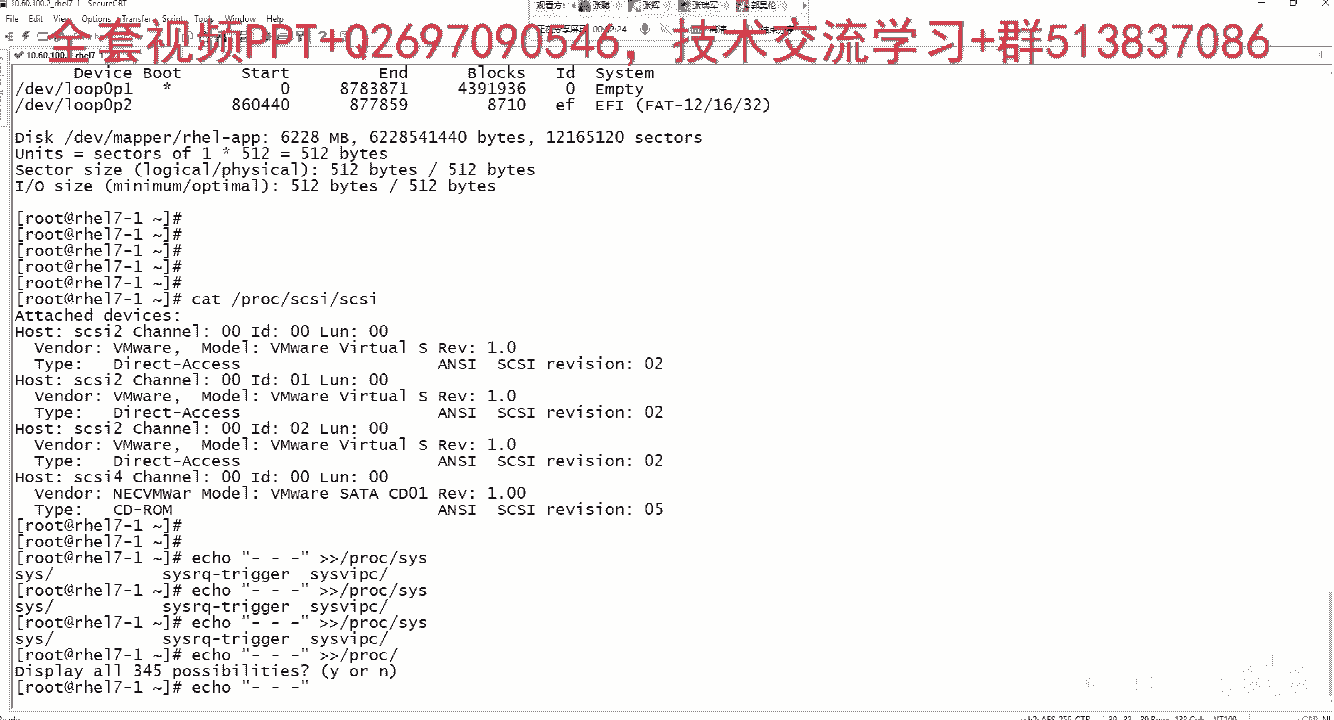 10.60.100.2_rhel7_1 - SecureCRT
File Edit View Options Transfer Script Tools Window Help
全套视频PPT+Q2697090546，技术交流学习+群513837086
Device Boot Start End Blocks Id System
/dev/loop0p1 * 0 8783871 4391936 0 Empty
/dev/loop0p2 860440 877859 8710 ef EFI (FAT-12/16/32)
Disk /dev/mapper/rhel-app: 6228 MB, 6228541440 bytes, 12165120 sectors
Units = sectors of 1 * 512 = 512 bytes
Sector size (logical/physical): 512 bytes / 512 bytes
I/O size (minimum/optimal): 512 bytes / 512 bytes
[root@rhel7-1 ~]#
[root@rhel7-1 ~]#
[root@rhel7-1 ~]#
[root@rhel7-1 ~]#
[root@rhel7-1 ~]#
[root@rhel7-1 ~]# cat /proc/scsi/scsi
Attached devices:
Host: scsi2 Channel: 00 Id: 00 Lun: 00
Vendor: VMware, Model: VMware Virtual S Rev: 1.0
Type: Direct-Access ANSI SCSI revision: 02
Host: scsi2 Channel: 00 Id: 01 Lun: 00
Vendor: VMware, Model: VMware Virtual S Rev: 1.0
Type: Direct-Access ANSI SCSI revision: 02
Host: scsi2 Channel: 00 Id: 02 Lun: 00
Vendor: VMware, Model: VMware Virtual S Rev: 1.0
Type: Direct-Access ANSI SCSI revision: 02
Host: scsi4 Channel: 00 Id: 00 Lun: 00
Vendor: NECVMWar Model: VMware SATA CD01 Rev: 1.00
Type: CD-ROM ANSI SCSI revision: 05
[root@rhel7-1 ~]#
[root@rhel7-1 ~]#
[root@rhel7-1 ~]# echo "- - -" >>/proc/sys
sys/ sysrq-trigger sysvipc/
[root@rhel7-1 ~]# echo "- - -" >>/proc/sys
sys/ sysrq-trigger sysvipc/
[root@rhel7-1 ~]# echo "- - -" >>/proc/sys
sys/ sysrq-trigger sysvipc/
[root@rhel7-1 ~]# echo "- - -" >>/proc/
Display all 345 possibilities? (y or n)
[root@rhel7-1 ~]# echo "- - -"